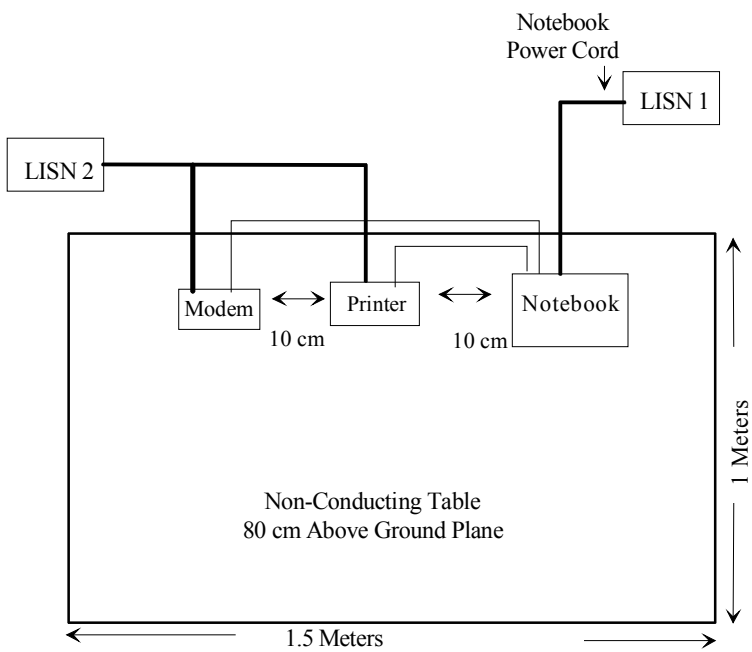 Notebook
Power Cord
LISN 1
LISN 2
Modem
Printer
Notebook
10 cm
10 cm
1 Meters
Non-Conducting Table
80 cm Above Ground Plane
1.5 Meters